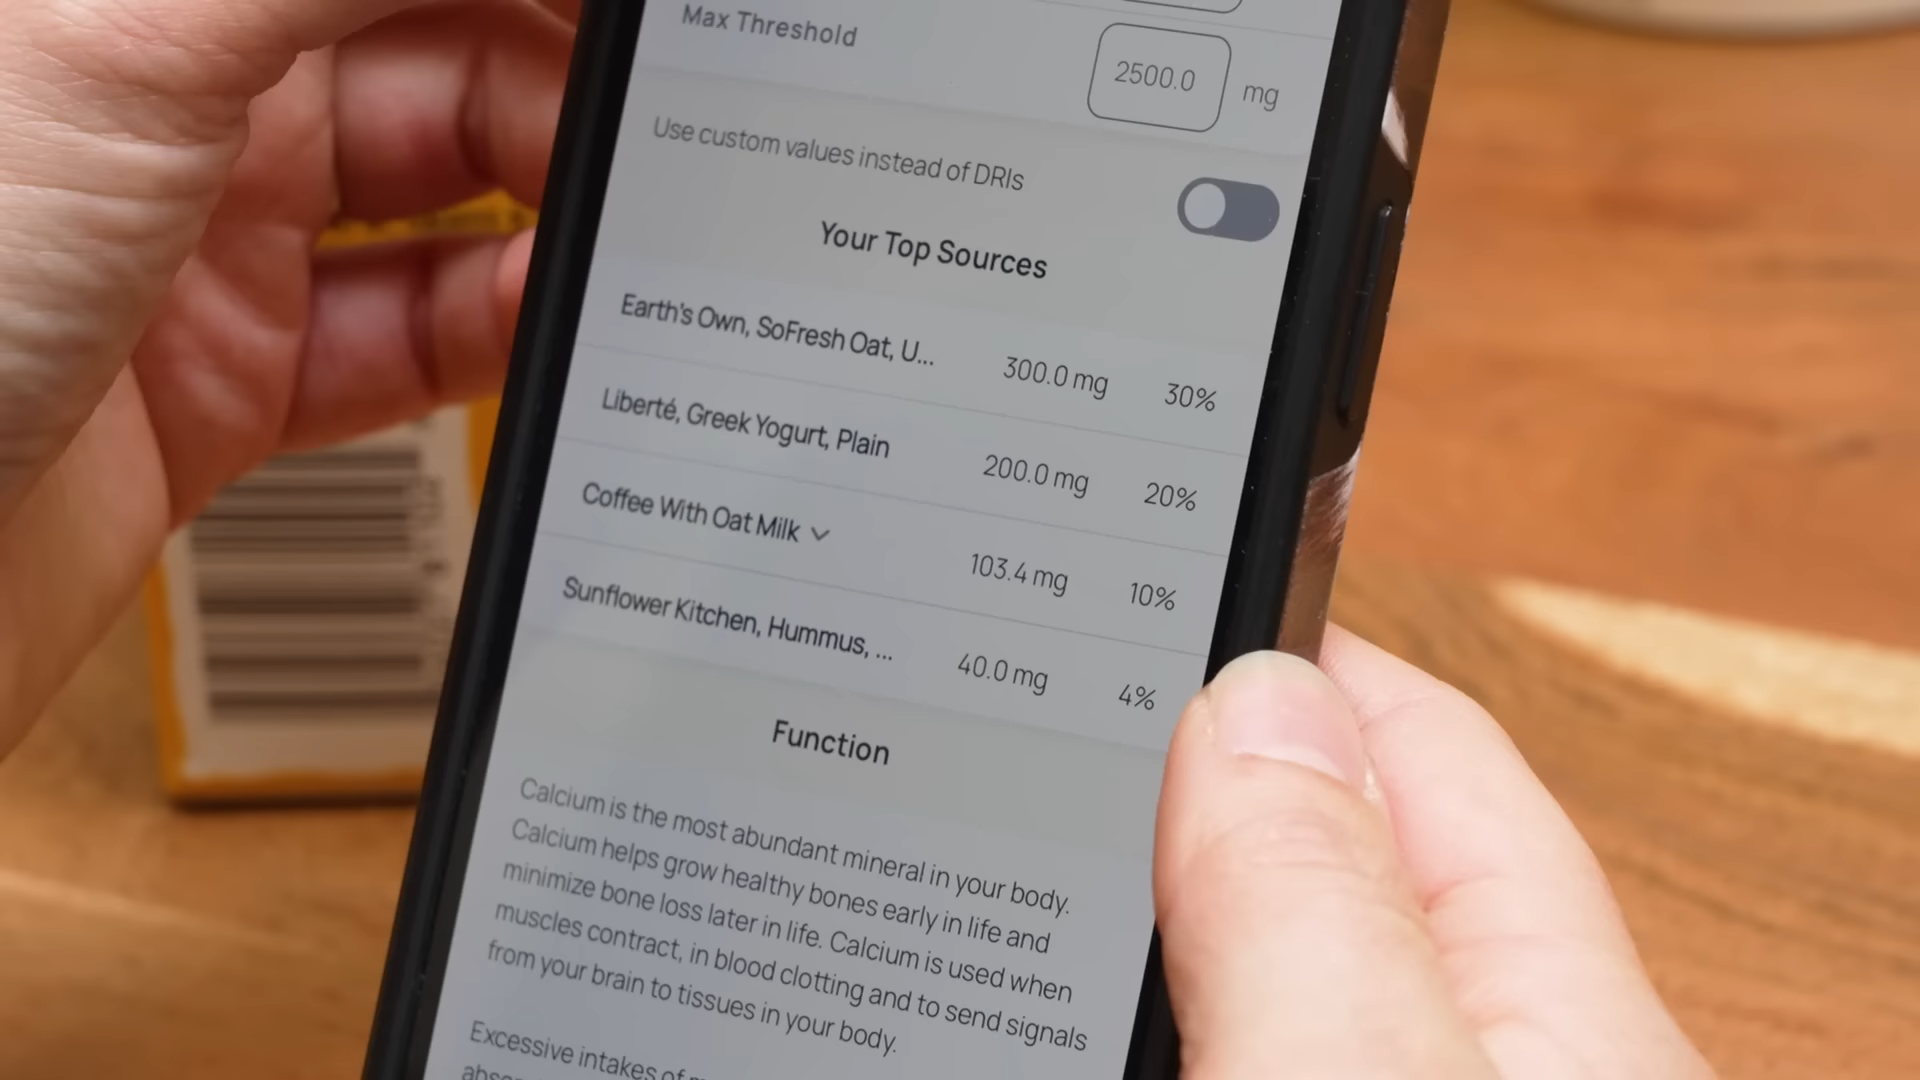 Max Threshold 2500.0 mg
Use custom values instead of DRIs
Your Top Sources
Earth's Own, SoFresh Oat, U... 300.0 mg 30%
Liberté, Greek Yogurt, Plain 200.0 mg 20%
Coffee With Oat Milk 103.4 mg 10%
Sunflower Kitchen, Hummus, ... 40.0 mg 4%
Function
Calcium is the most abundant mineral in your body.
Calcium helps grow healthy bones early in life and
minimize bone loss later in life. Calcium is used when
muscles contract, in blood clotting and to send signals
from your brain to tissues in your body.
Excessive intakes of